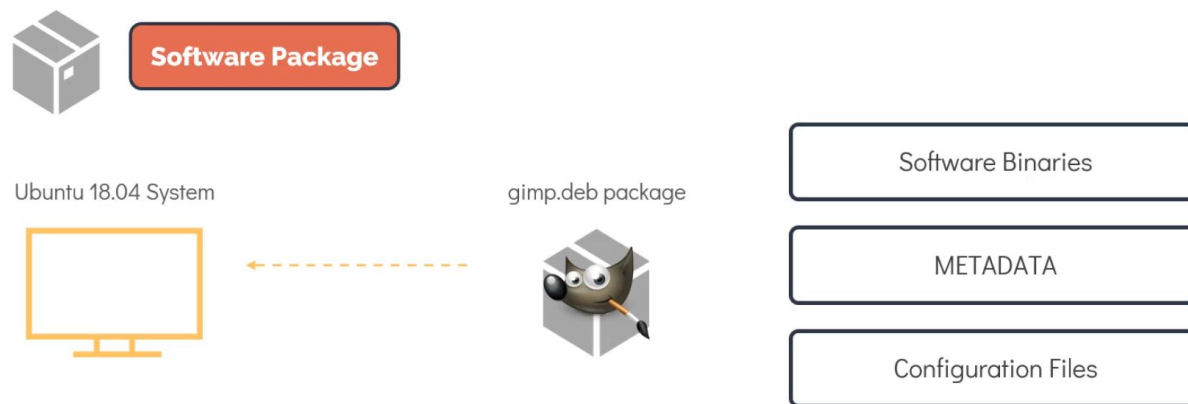 Software Package
Ubuntu 18.04 System
gimp.deb package
Software Binaries
METADATA
Configuration Files